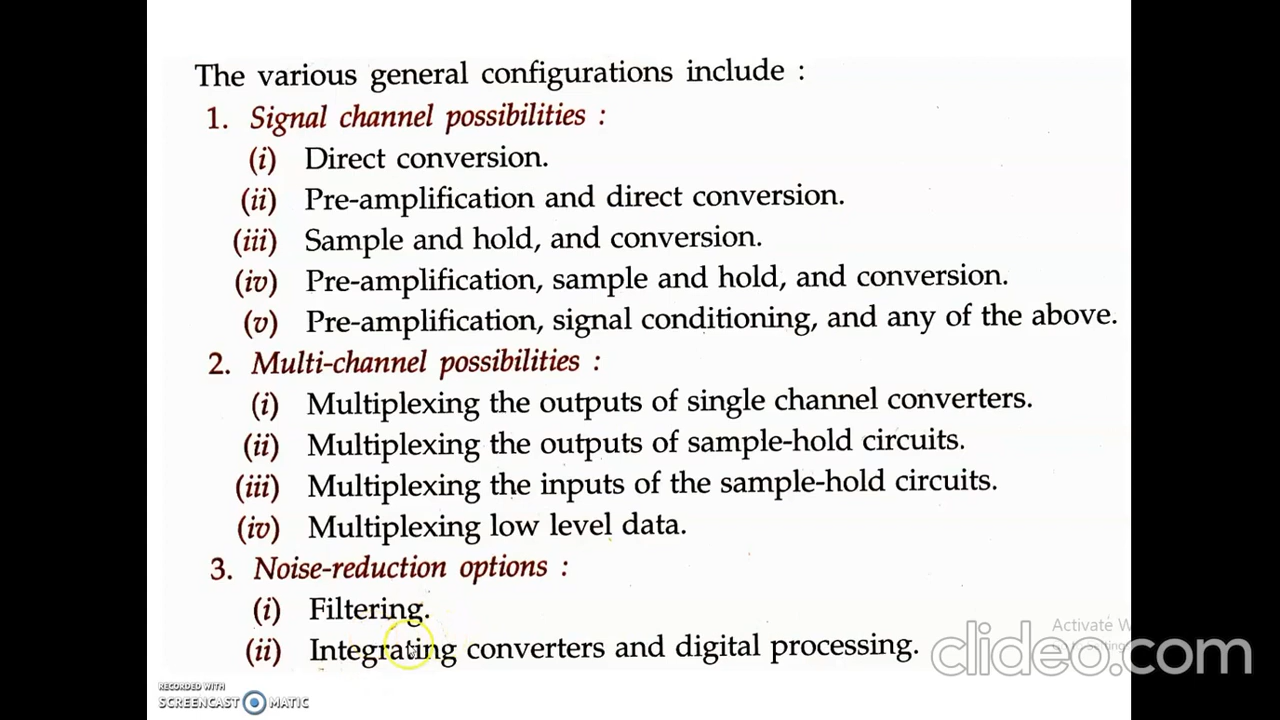 The various general configurations include :
1. Signal channel possibilities :
(i) Direct conversion.
(ii) Pre-amplification and direct conversion.
(iii) Sample and hold, and conversion.
(iv) Pre-amplification, sample and hold, and conversion.
(v) Pre-amplification, signal conditioning, and any of the above.
2. Multi-channel possibilities :
(i) Multiplexing the outputs of single channel converters.
(ii) Multiplexing the outputs of sample-hold circuits.
(iii) Multiplexing the inputs of the sample-hold circuits.
(iv) Multiplexing low level data.
3. Noise-reduction options :
(i) Filtering.
(ii) Integrating converters and digital processing.
Activate W
clideo.com
RECORDED WITH
SCREENCAST MATIC